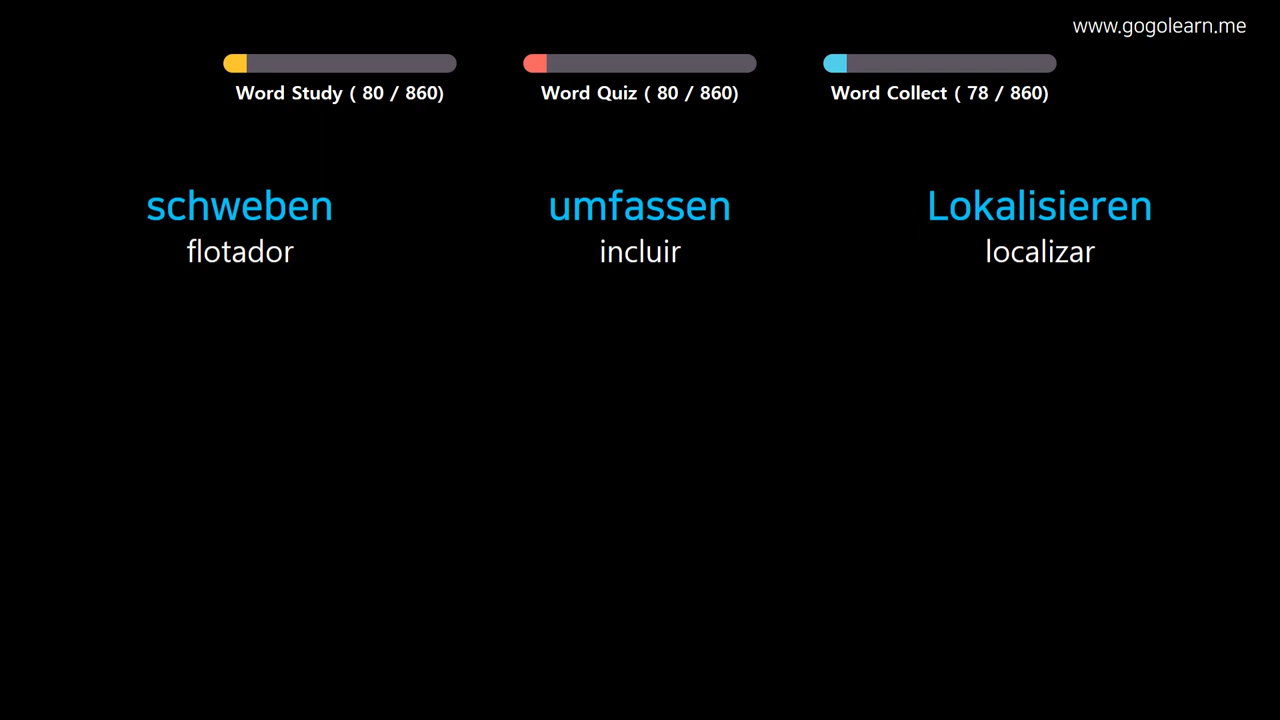 www.gogolearn.me
Word Study ( 80 / 860)
Word Quiz ( 80 / 860)
Word Collect ( 78 / 860)
schweben
flotador
umfassen
incluir
Lokalisieren
localizar